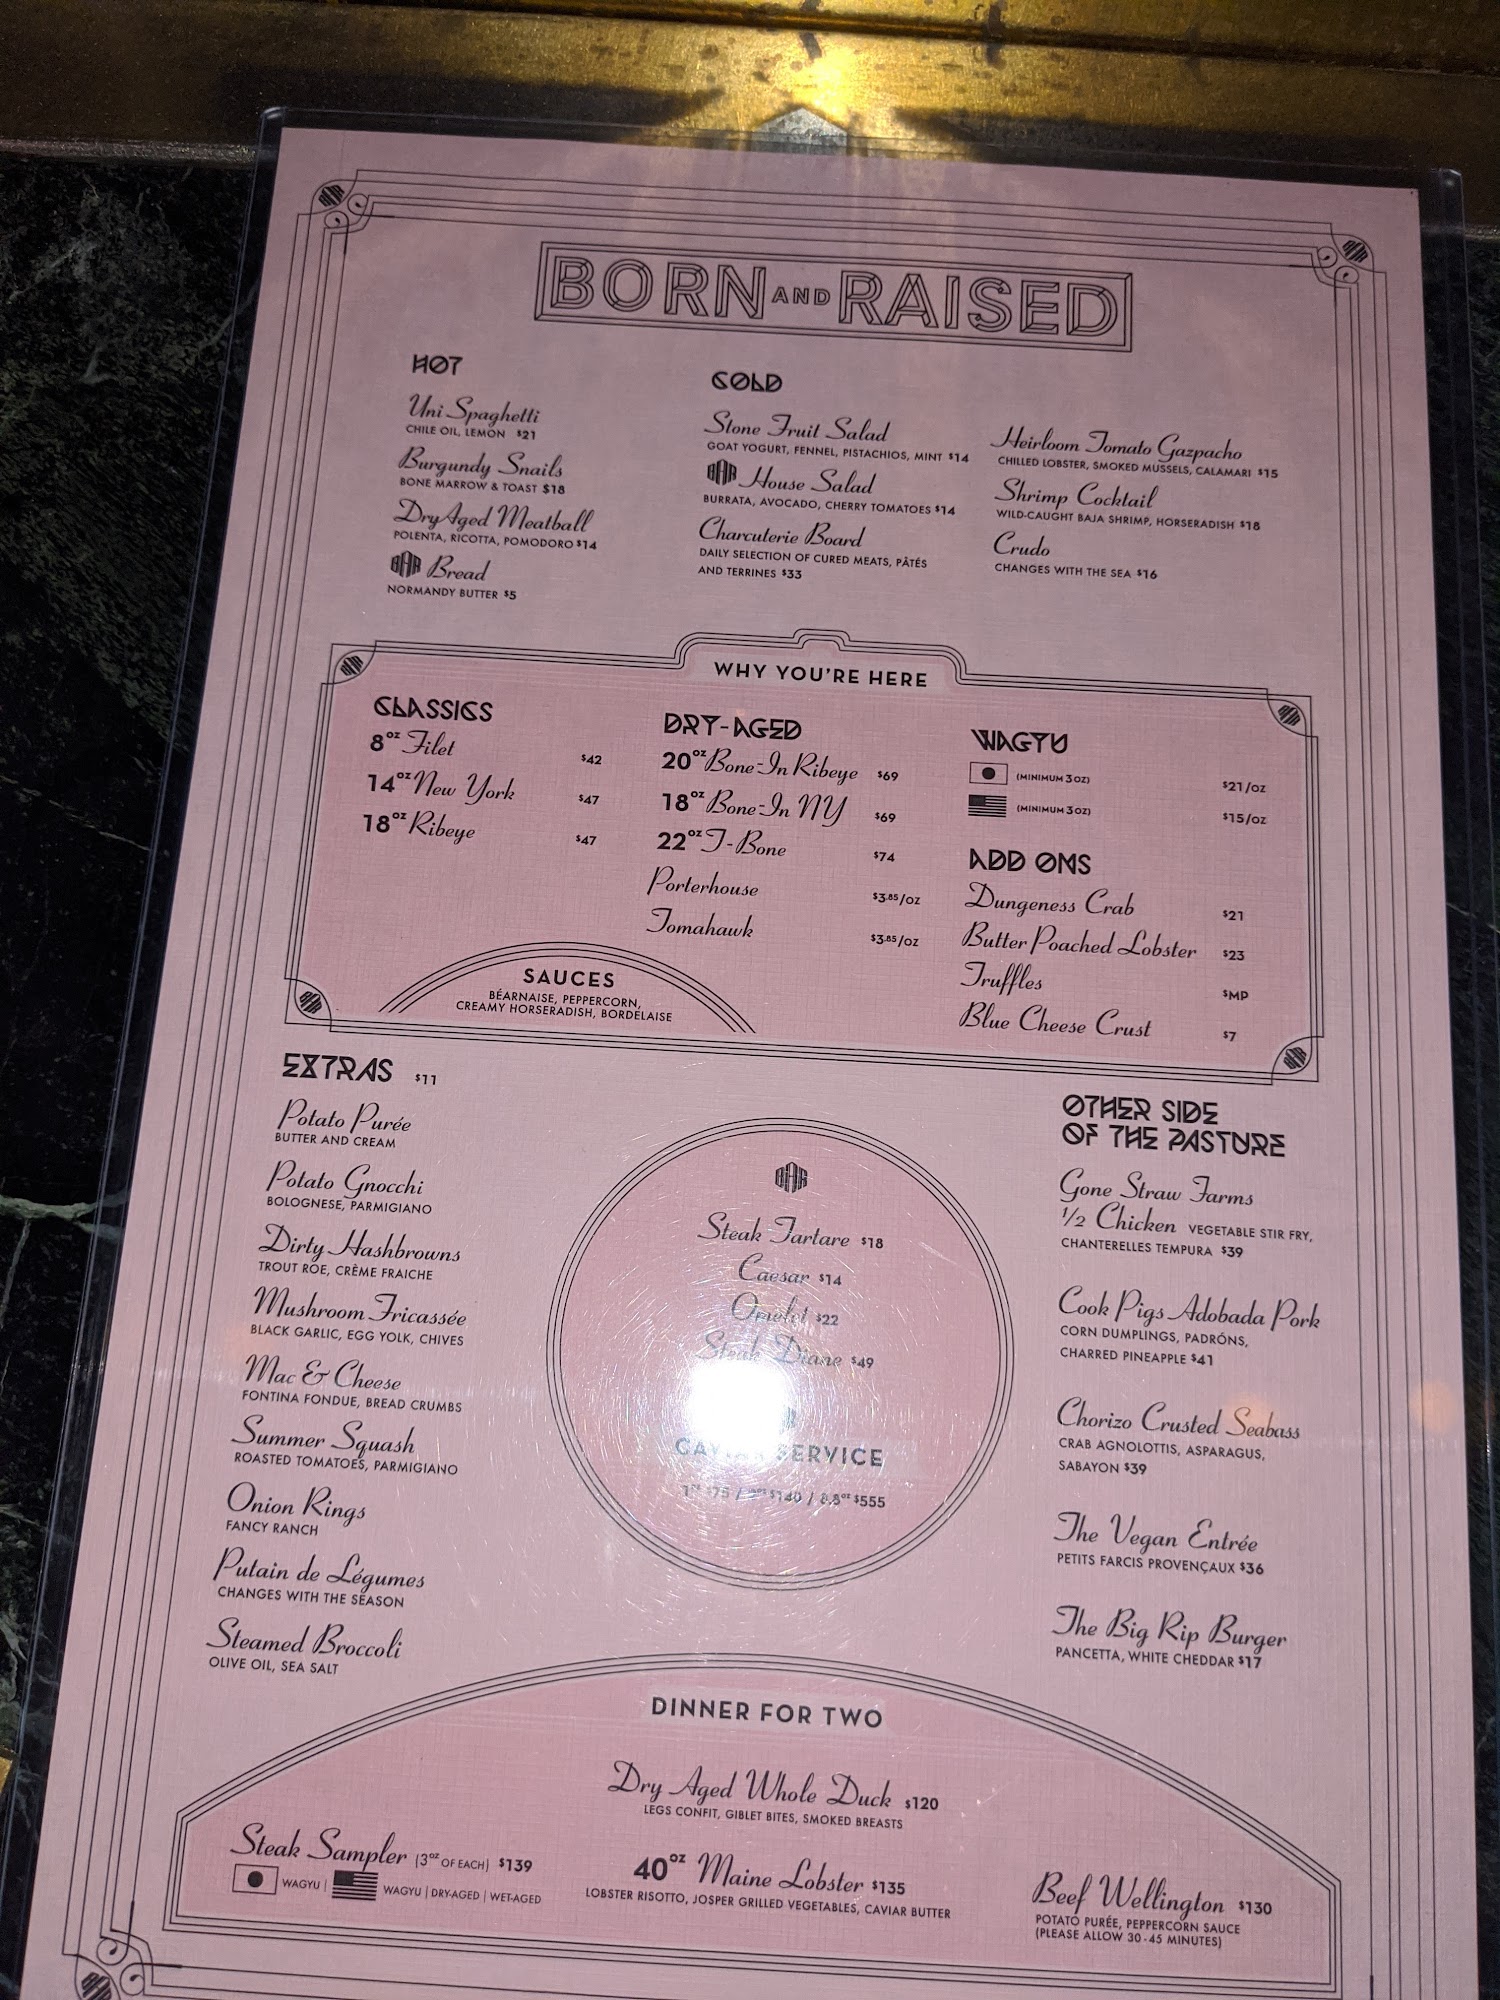 BORN AND RAISED
HOT
Uni Spaghetti
CHILE OIL, LEMON $21
Burgundy Snails
BONE MARROW & TOAST $18
Dry Aged Meatball
POLENTA, RICOTTA, POMODORO $14
BAR Bread
NORMANDY BUTTER $5
COLD
Stone Fruit Salad
GOAT YOGURT, FENNEL, PISTACHIOS, MINT $14
BAR House Salad
BURRATA, AVOCADO, CHERRY TOMATOES $14
Charcuterie Board
DAILY SELECTION OF CURED MEATS, PÂTÉS
AND TERRINES $33
Heirloom Tomato Gazpacho
CHILLED LOBSTER, SMOKED MUSSELS, CALAMARI $15
Shrimp Cocktail
WILD-CAUGHT BAJA SHRIMP, HORSERADISH $18
Crudo
CHANGES WITH THE SEA $16
WHY YOU'RE HERE
CLASSICS
8oz Filet $42
14oz New York $47
18oz Ribeye $47
DRY-AGED
20oz Bone-In Ribeye $69
18oz Bone-In NY $69
22oz T-Bone $74
Porterhouse $3.85/OZ
Tomahawk $3.85/OZ
WAGYU
(MINIMUM 3 OZ) $21/OZ
(MINIMUM 3 OZ) $15/OZ
ADD ONS
Dungeness Crab $21
Butter Poached Lobster $23
Truffles $MP
Blue Cheese Crust $7
SAUCES
BÉARNAISE, PEPPERCORN,
CREAMY HORSERADISH, BORDELAISE
EXTRAS $11
Potato Purée
BUTTER AND CREAM
Potato Gnocchi
BOLOGNESE, PARMIGIANO
Dirty Hashbrowns
TROUT ROE, CRÈME FRAICHE
Mushroom Fricassée
BLACK GARLIC, EGG YOLK, CHIVES
Mac & Cheese
FONTINA FONDUE, BREAD CRUMBS
Summer Squash
ROASTED TOMATOES, PARMIGIANO
Onion Rings
FANCY RANCH
Putain de Légumes
CHANGES WITH THE SEASON
Steamed Broccoli
OLIVE OIL, SEA SALT
BAR
Steak Tartare $18
Caesar $14
Omelet $22
Steak Diane $49
CAVIAR SERVICE
$75 / $140 / 8.8oz $555
OTHER SIDE
OF THE PASTURE
Gone Straw Farms
1/2 Chicken VEGETABLE STIR FRY,
CHANTERELLES TEMPURA $39
Cook Pigs Adobada Pork
CORN DUMPLINGS, PADRÓNS,
CHARRED PINEAPPLE $41
Chorizo Crusted Seabass
CRAB AGNOLOTTIS, ASPARAGUS,
SABAYON $39
The Vegan Entrée
PETITS FARCIS PROVENÇAUX $36
The Big Rip Burger
PANCETTA, WHITE CHEDDAR $17
DINNER FOR TWO
Dry Aged Whole Duck $120
LEGS CONFIT, GIBLET BITES, SMOKED BREASTS
Steak Sampler (3oz OF EACH) $139
WAGYU | WAGYU | DRY-AGED | WET-AGED
40oz Maine Lobster $135
LOBSTER RISOTTO, JOSPER GRILLED VEGETABLES, CAVIAR BUTTER
Beef Wellington $130
POTATO PURÉE, PEPPERCORN SAUCE
(PLEASE ALLOW 30-45 MINUTES)